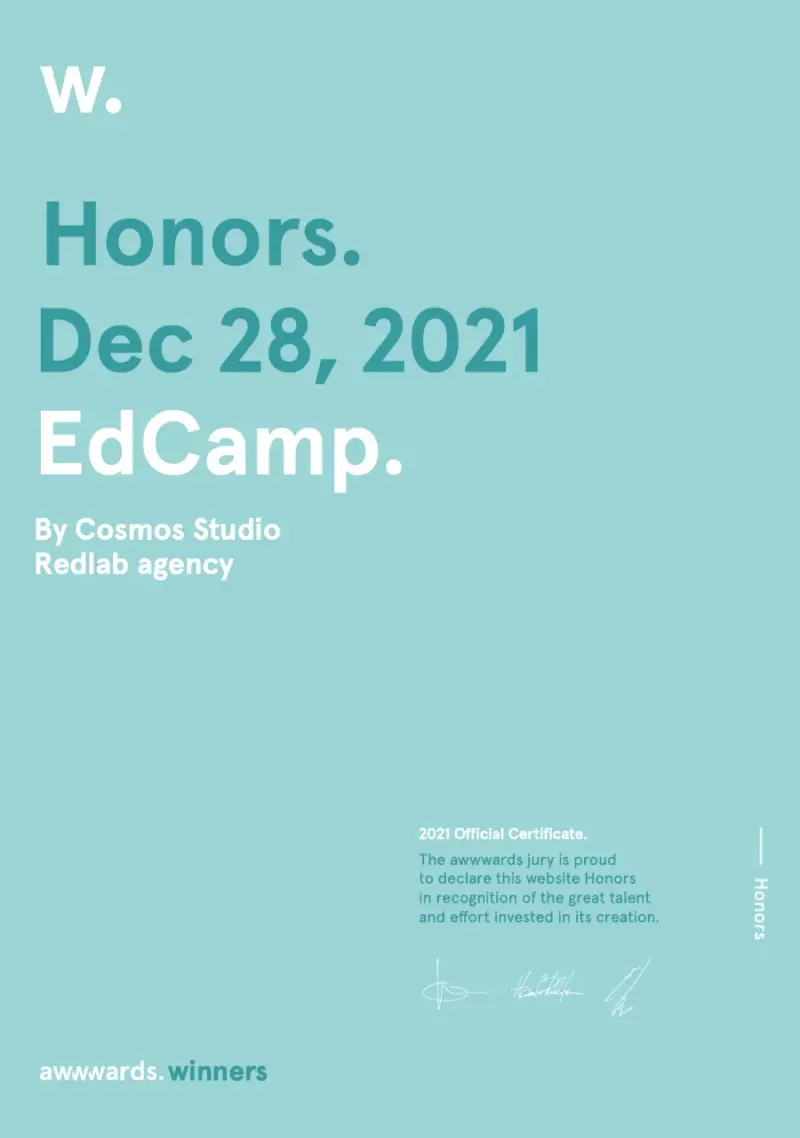 W.
Honors.
Dec 28, 2021
EdCamp.
By Cosmos Studio
Redlab agency
2021 Official Certificate.
The awwwards jury is proud
to declare this website Honors
in recognition of the great talent
and effort invested in its creation.
Honors
awwwards.winners